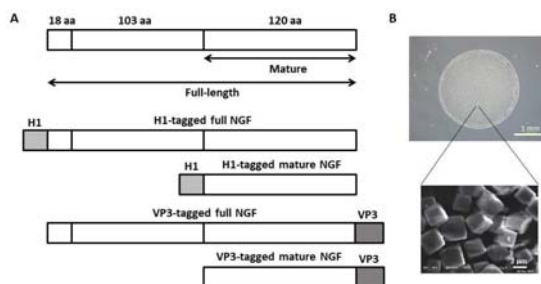 A
18 aa 103 aa 120 aa
Mature
Full-length
H1
H1-tagged full NGF
H1
H1-tagged mature NGF
VP3-tagged full NGF
VP3
VP3-tagged mature NGF
VP3
B
1 mm